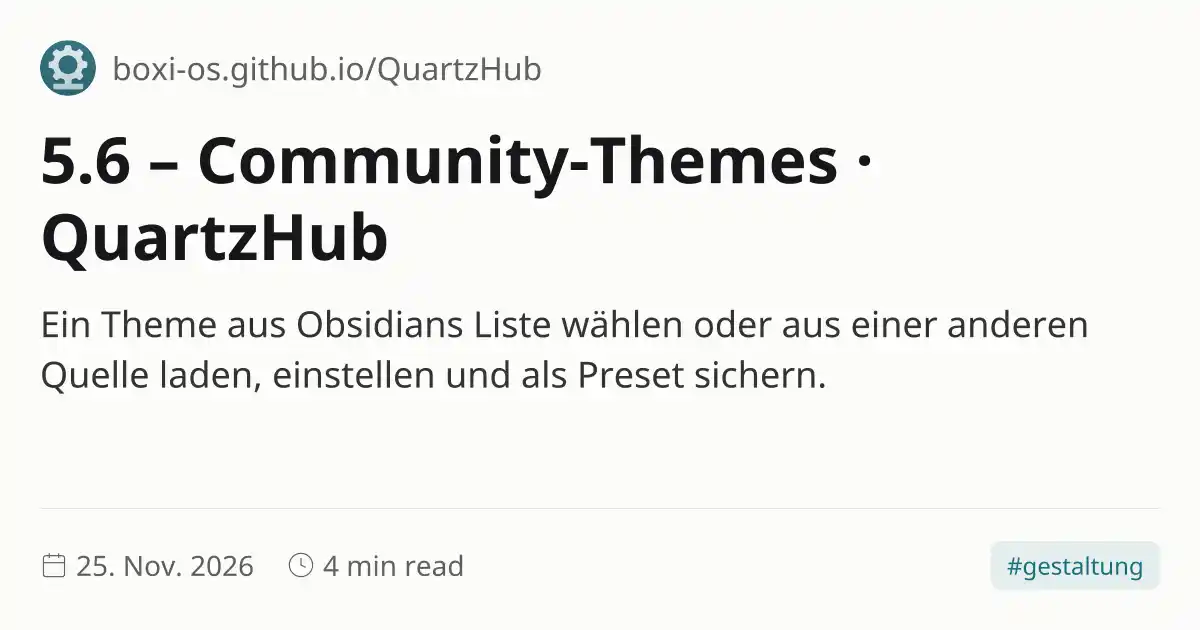 boxi-os.github.io/QuartzHub
5.6 – Community-Themes ·
QuartzHub
Ein Theme aus Obsidians Liste wählen oder aus einer anderen
Quelle laden, einstellen und als Preset sichern.
25. Nov. 2026 4 min read #gestaltung